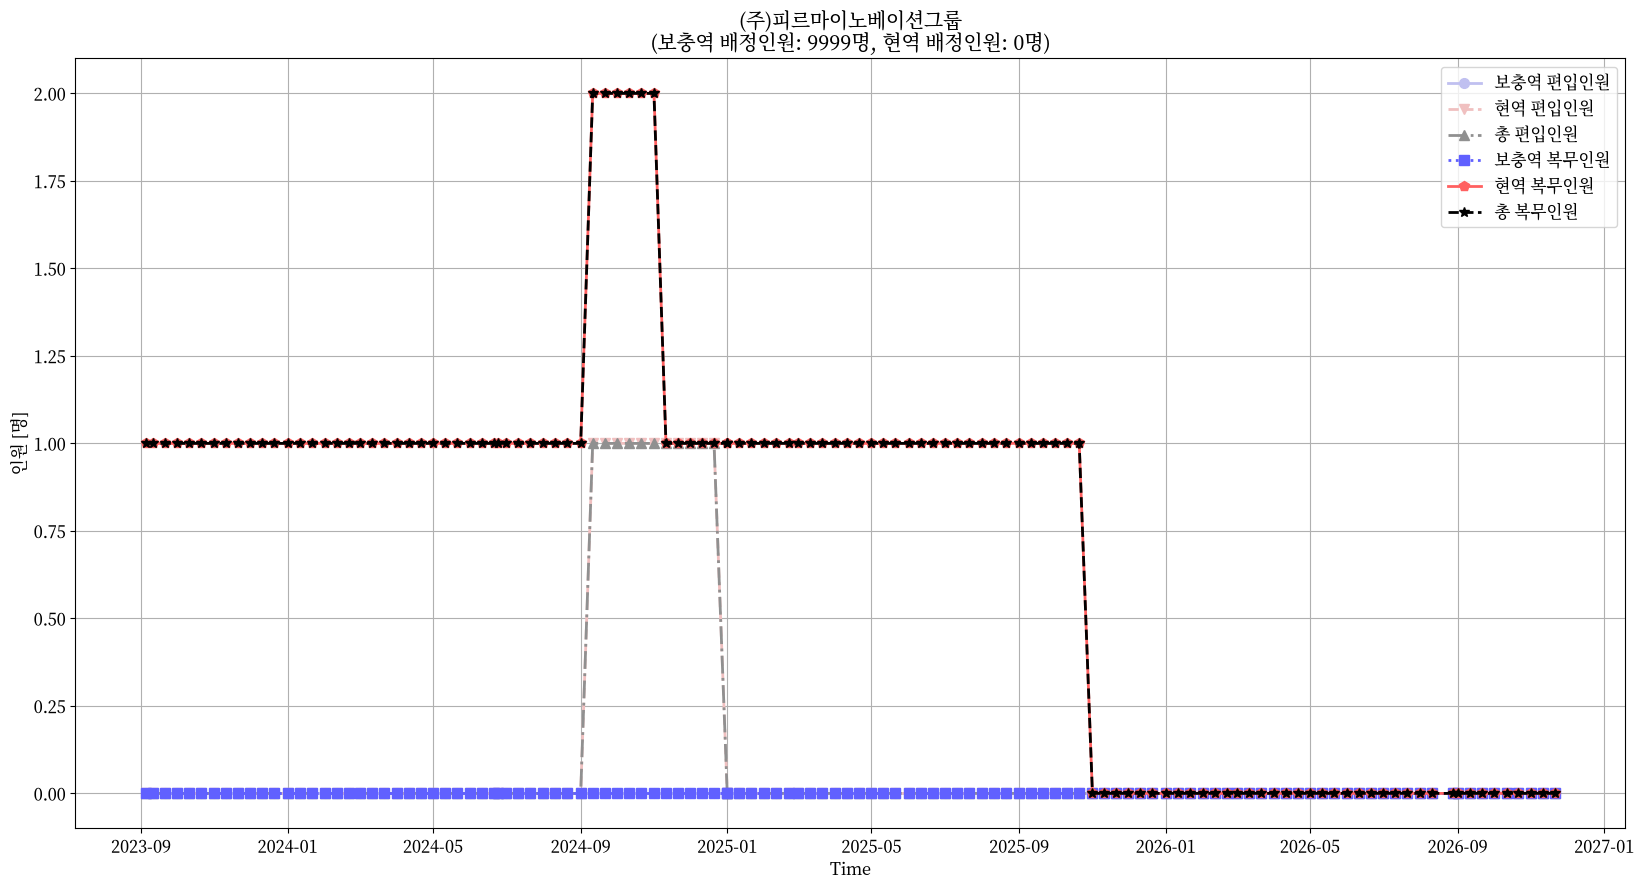 (주)피르마이노베이션그룹
(보충역 배정인원: 9999명, 현역 배정인원: 0명)
보충역 편입인원
현역 편입인원
총 편입인원
보충역 복무인원
현역 복무인원
총 복무인원
인원 [명]
2.00
1.75
1.50
1.25
1.00
0.75
0.50
0.25
0.00
2023-09
2024-01
2024-05
2024-09
2025-01
2025-05
2025-09
2026-01
2026-05
2026-09
2027-01
Time